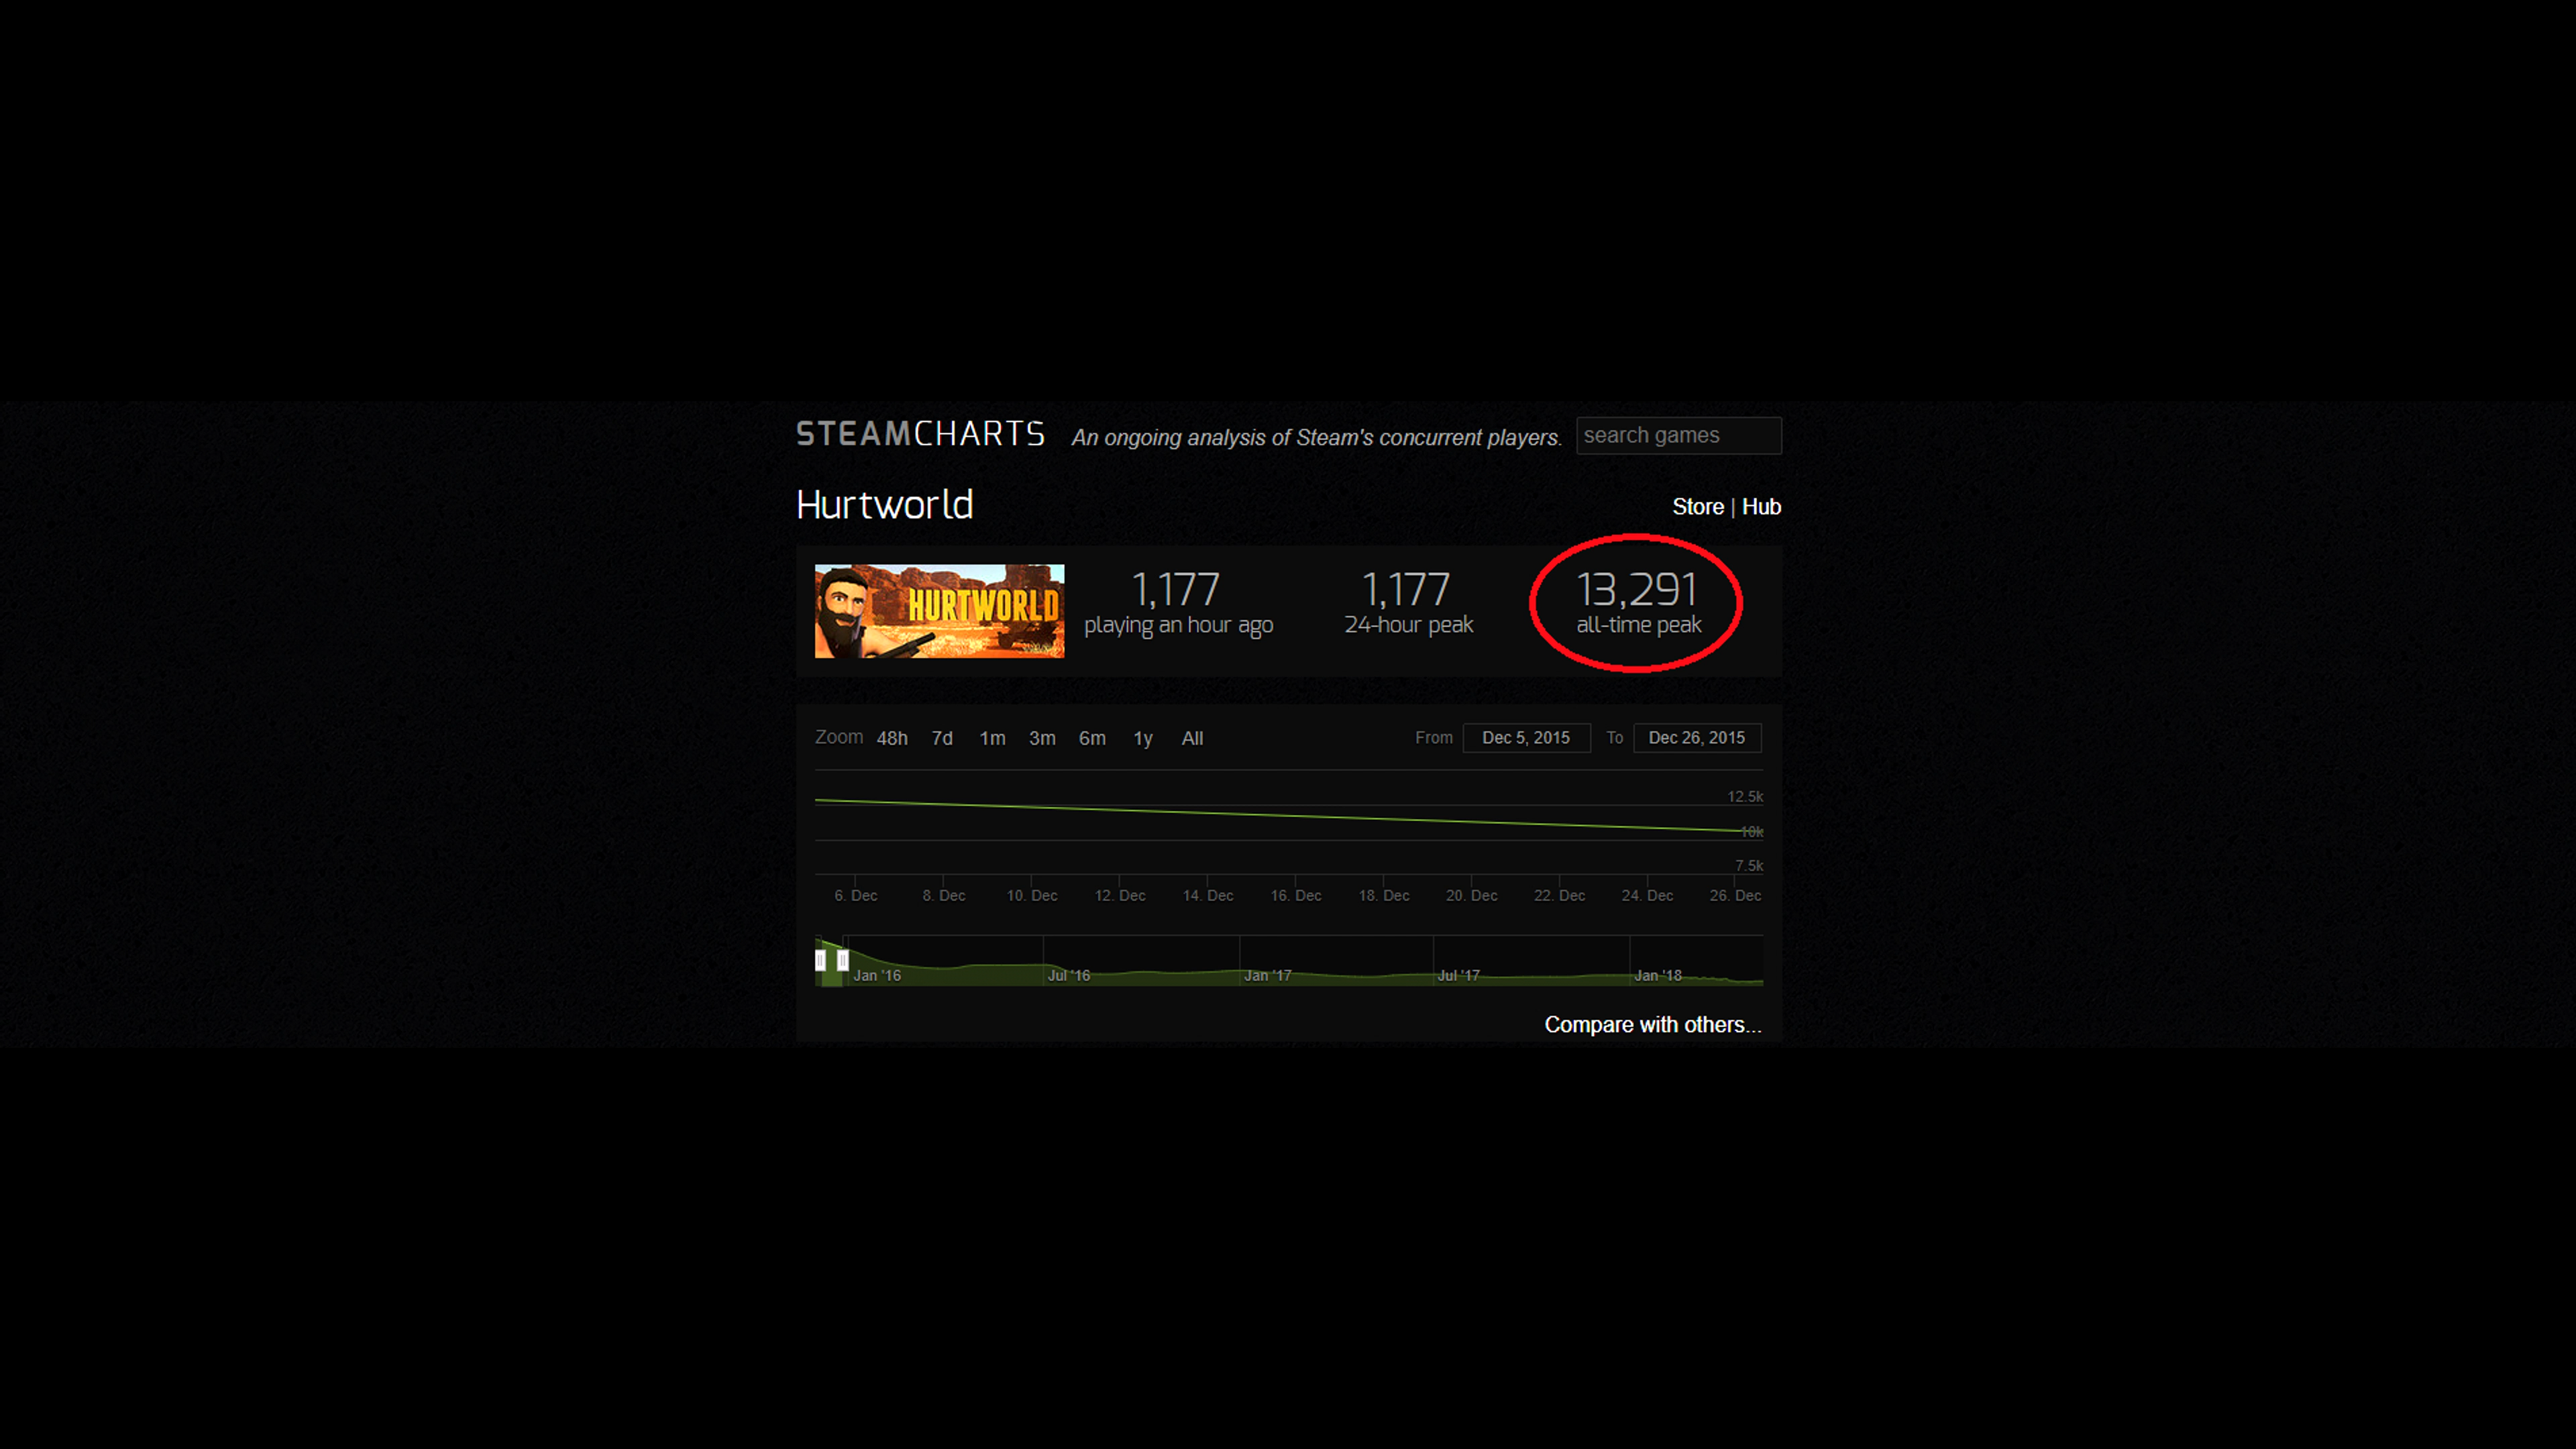 STEAMCHARTS An ongoing analysis of Steam's concurrent players. search games
Hurtworld Store | Hub
HURTWORLD
1,177 1,177 13,291
playing an hour ago 24-hour peak all-time peak
Zoom 48h 7d 1m 3m 6m 1y All From Dec 5, 2015 To Dec 26, 2015
12.5k
10k
7.5k
6. Dec 8. Dec 10. Dec 12. Dec 14. Dec 16. Dec 18. Dec 20. Dec 22. Dec 24. Dec 26. Dec
Jan '16 Jul '16 Jan '17 Jul '17 Jan '18
Compare with others...